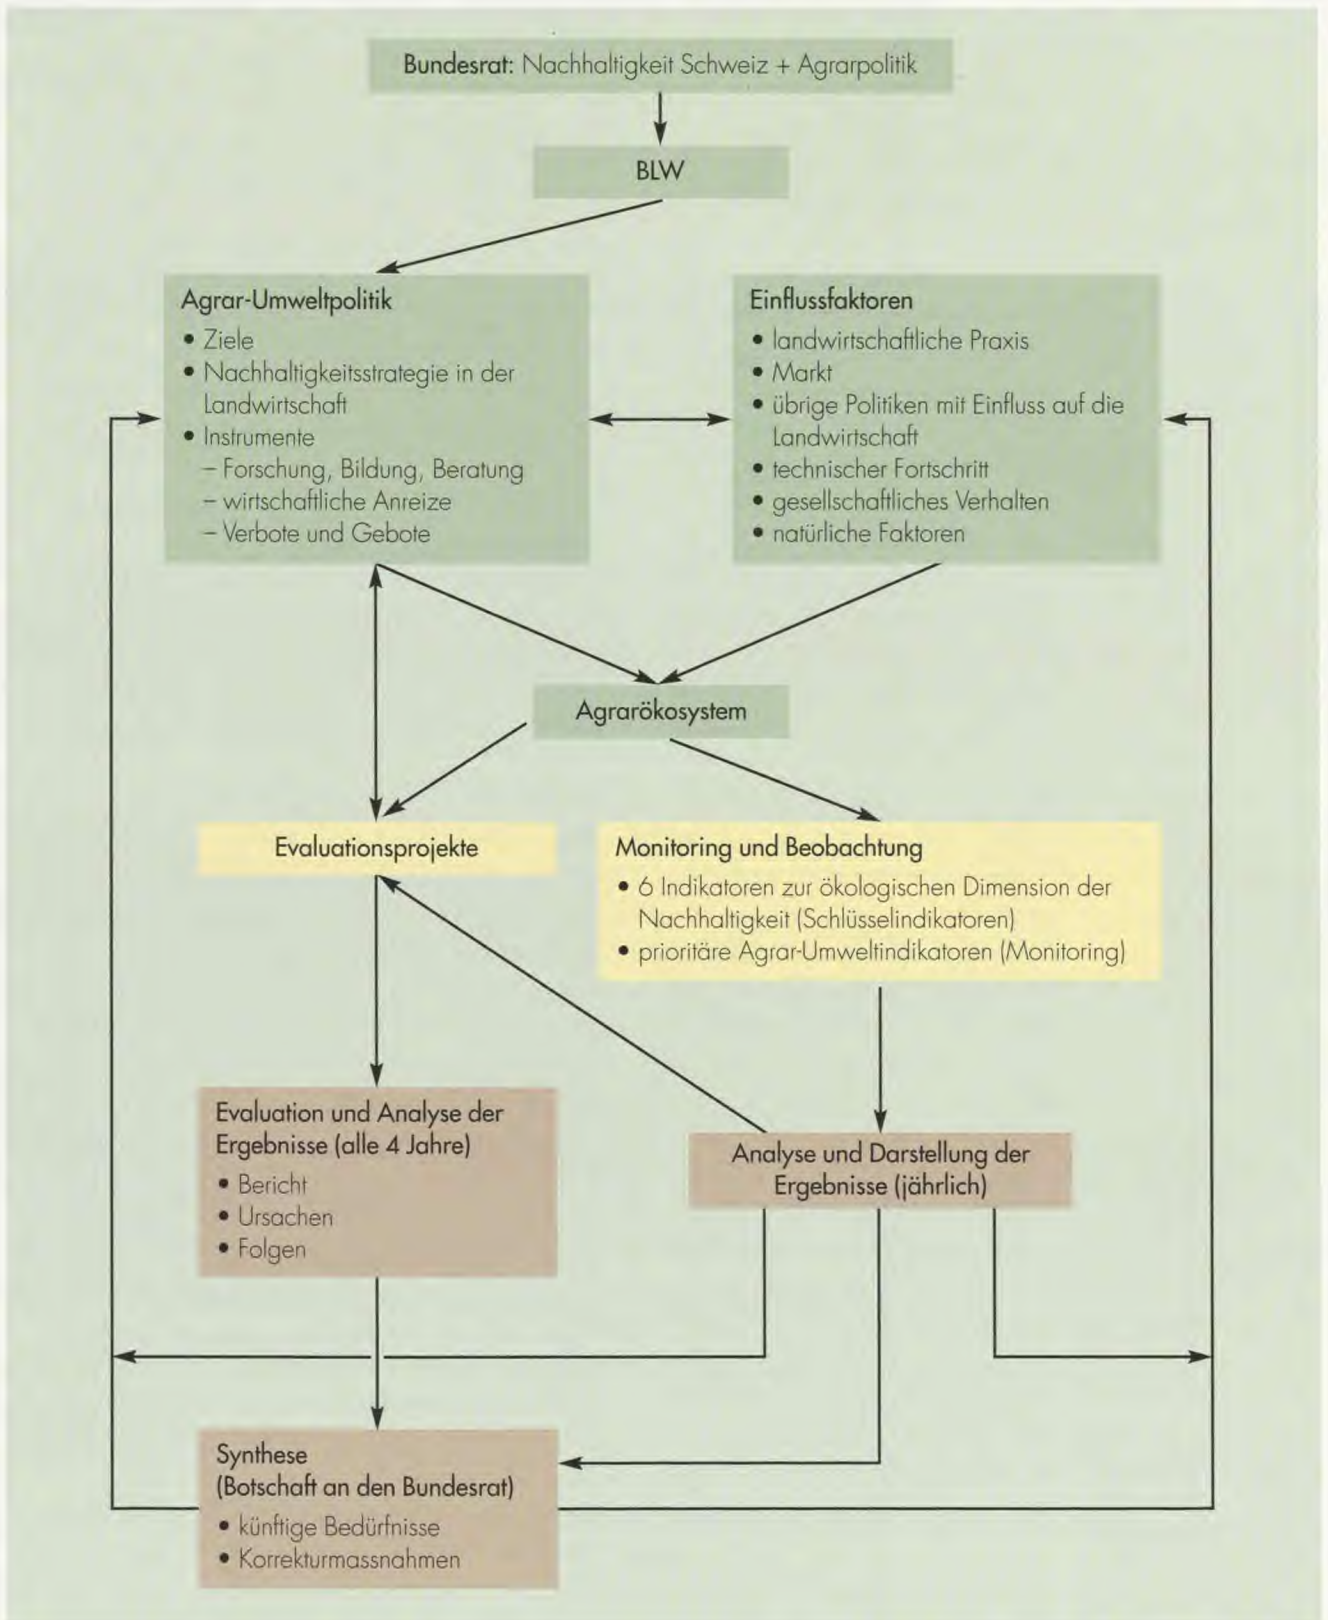 Bundesrat: Nachhaltigkeit Schweiz + Agrarpolitik
BLW
Agrar-Umweltpolitik
• Ziele
• Nachhaltigkeitsstrategie in der
Landwirtschaft
• Instrumente
– Forschung, Bildung, Beratung
– wirtschaftliche Anreize
– Verbote und Gebote
Einflussfaktoren
• landwirtschaftliche Praxis
• Markt
• übrige Politiken mit Einfluss auf die
Landwirtschaft
• technischer Fortschritt
• gesellschaftliches Verhalten
• natürliche Faktoren
Agrarökosystem
Evaluationsprojekte
Monitoring und Beobachtung
• 6 Indikatoren zur ökologischen Dimension der
Nachhaltigkeit (Schlüsselindikatoren)
• prioritäre Agrar-Umweltindikatoren (Monitoring)
Evaluation und Analyse der
Ergebnisse (alle 4 Jahre)
• Bericht
• Ursachen
• Folgen
Analyse und Darstellung der
Ergebnisse (jährlich)
Synthese
(Botschaft an den Bundesrat)
• künftige Bedürfnisse
• Korrekturmassnahmen